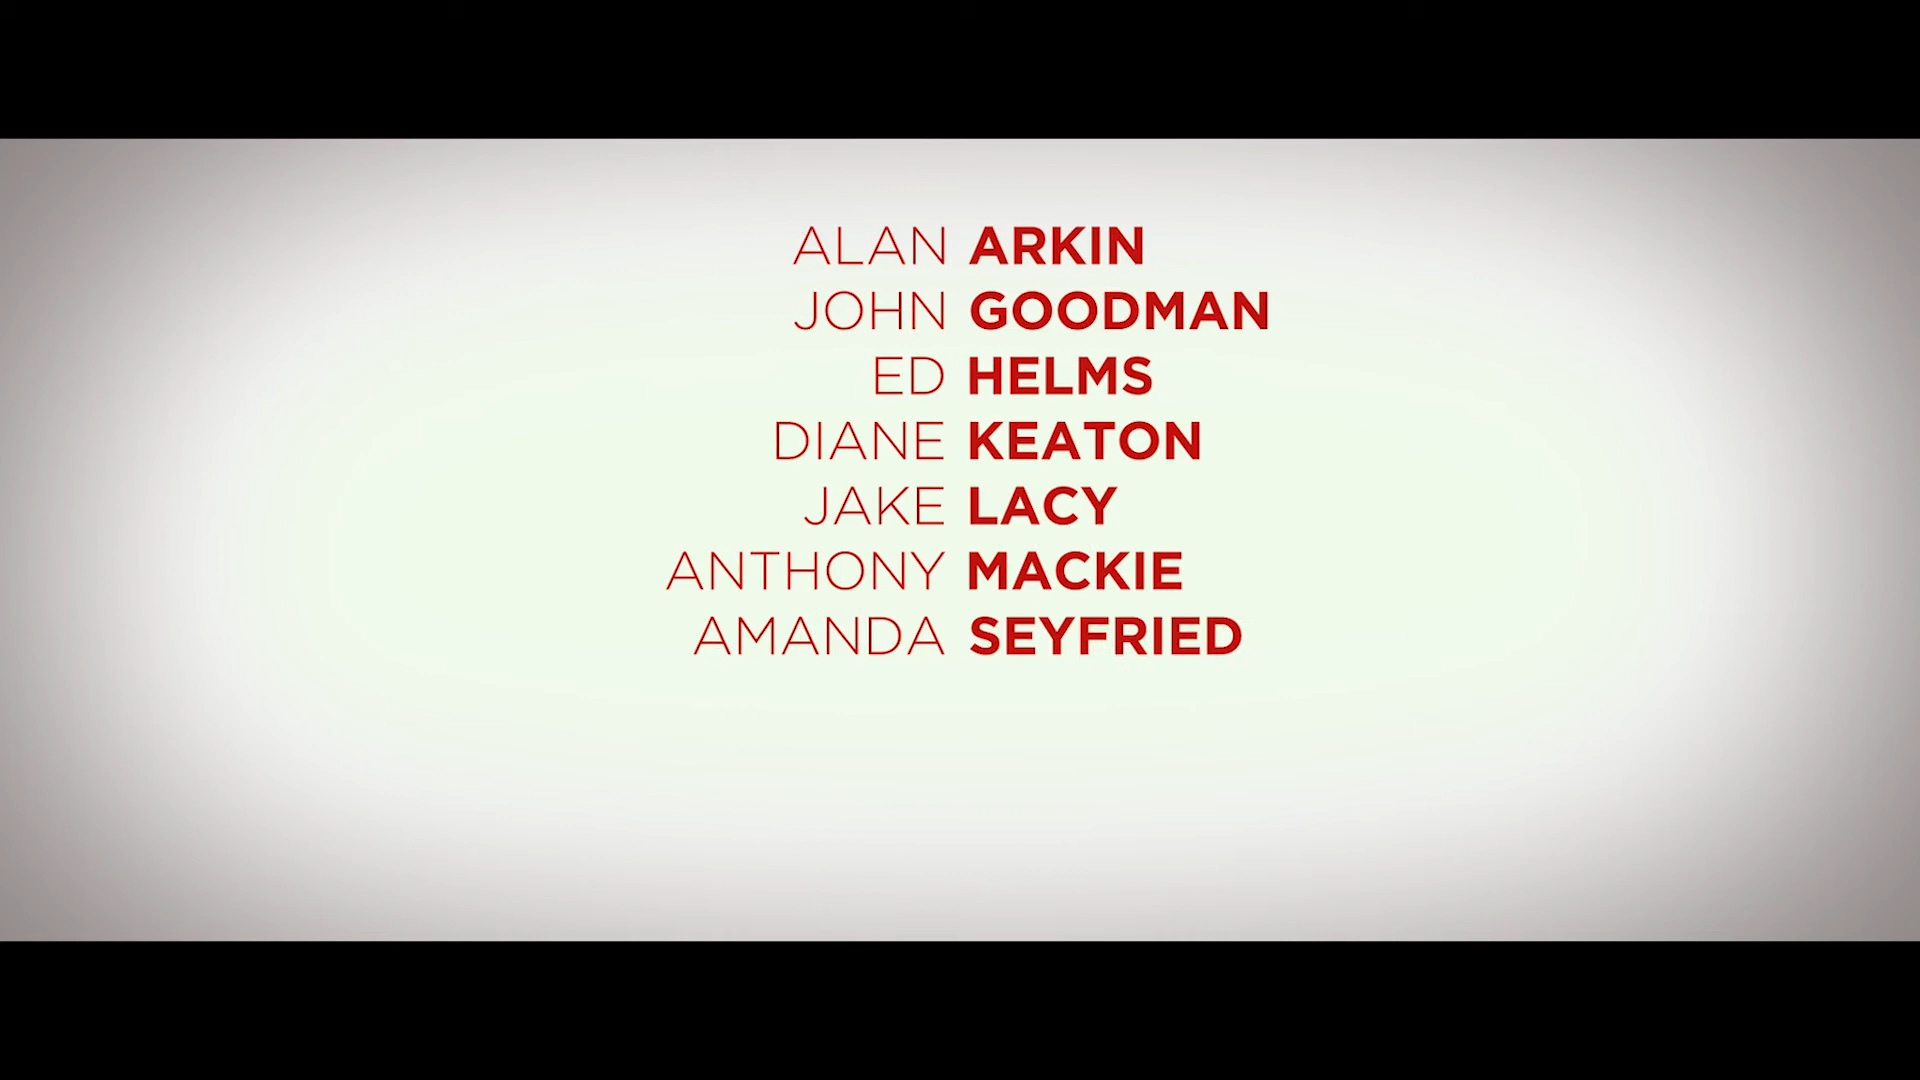 ALAN ARKIN
JOHN GOODMAN
ED HELMS
DIANE KEATON
JAKE LACY
ANTHONY MACKIE
AMANDA SEYFRIED